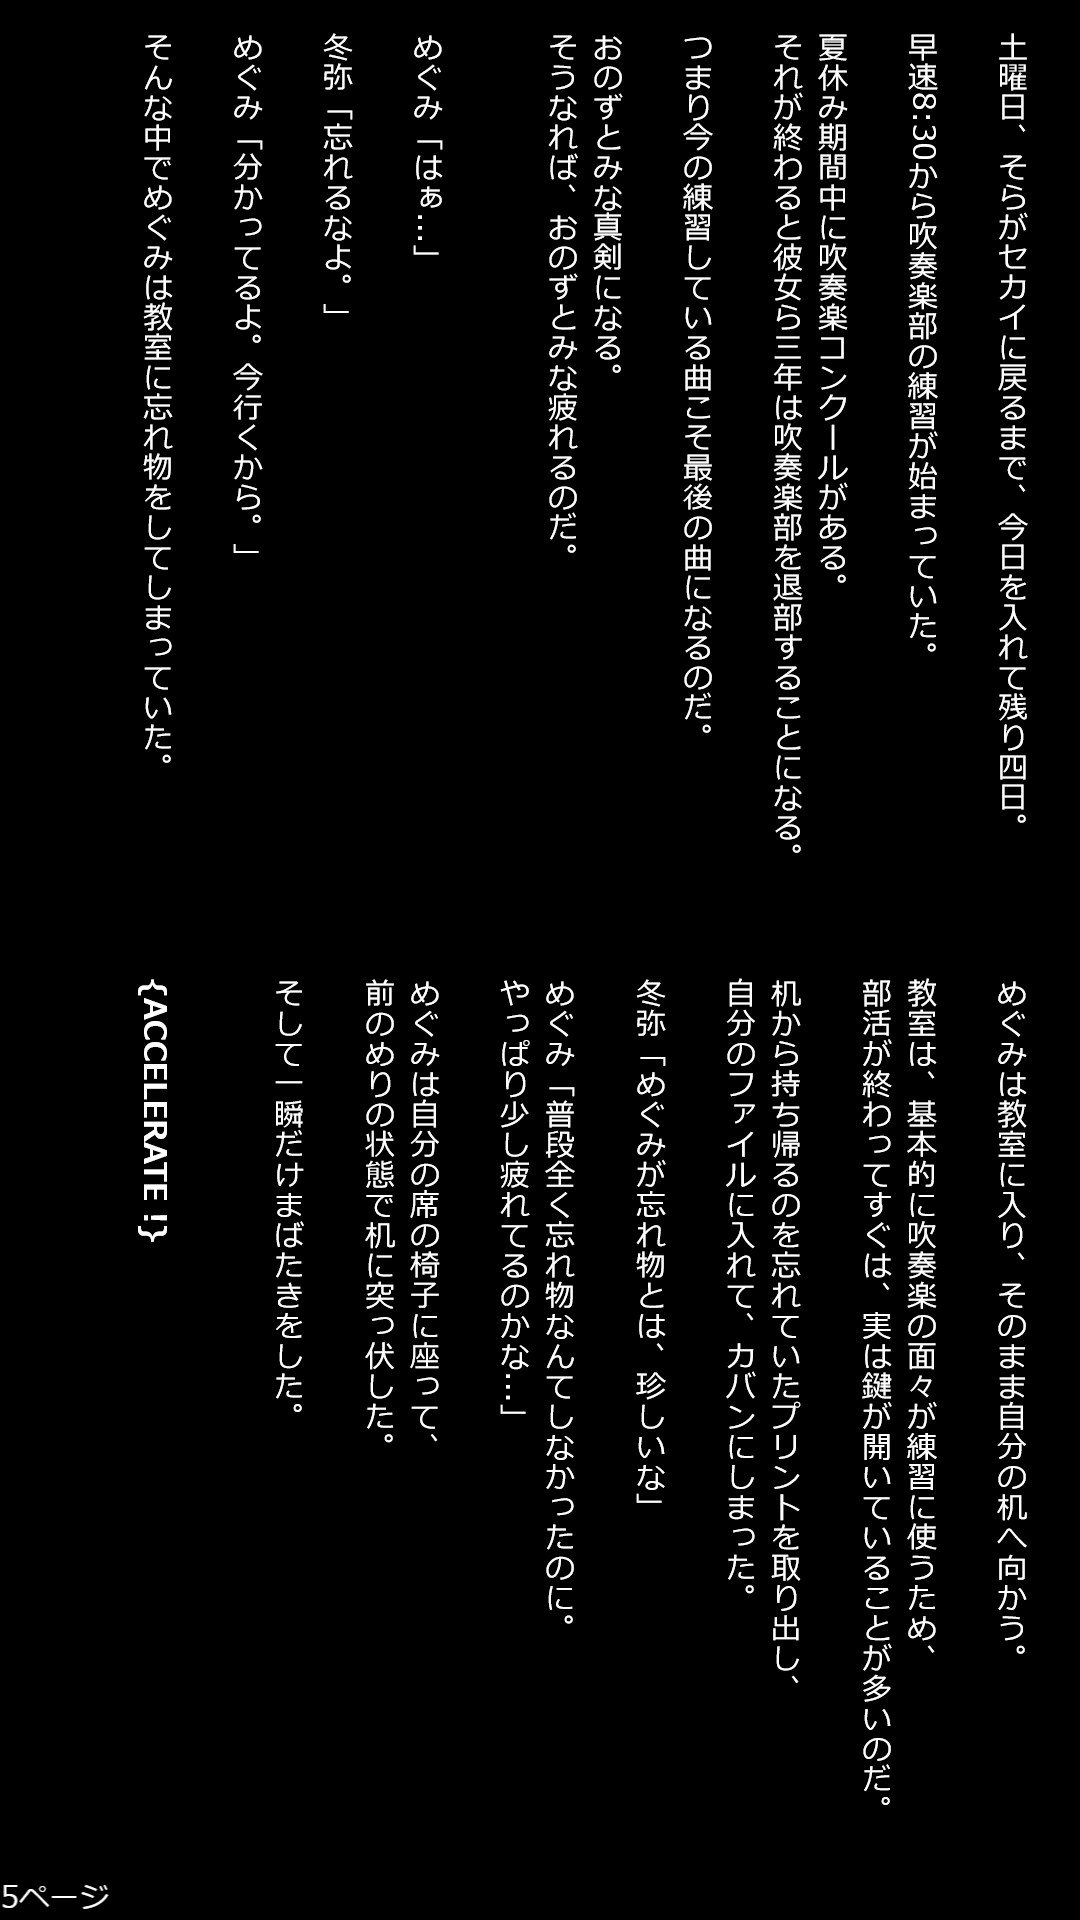 土曜日、そらがセカイに戻るまで、今日を入れて残り四日。
早速8:30から吹奏楽部の練習が始まっていた。
夏休み期間中に吹奏楽コンクールがある。
それが終わると彼女ら三年は吹奏楽部を退部することになる。
つまり今の練習している曲こそ最後の曲になるのだ。
おのずとみな真剣になる。
そうなれば、おのずとみな疲れるのだ。
めぐみ「はぁ…」
冬弥「忘れるなよ。」
めぐみ「分かってるよ。今行くから。」
そんな中でめぐみは教室に忘れ物をしてしまっていた。
めぐみは教室に入り、そのまま自分の机へ向かう。
教室は、基本的に吹奏楽の面々が練習に使うため、
部活が終わってすぐは、実は鍵が開いていることが多いのだ。
机から持ち帰るのを忘れていたプリントを取り出し、
自分のファイルに入れて、カバンにしまった。
冬弥「めぐみが忘れ物とは、珍しいな」
めぐみ「普段全く忘れ物なんてしなかったのに。
やっぱり少し疲れてるのかな…」
めぐみは自分の席の椅子に座って、
前のめりの状態で机に突っ伏した。
そして一瞬だけまばたきをした。
{ACCELERATE !}
5ページ